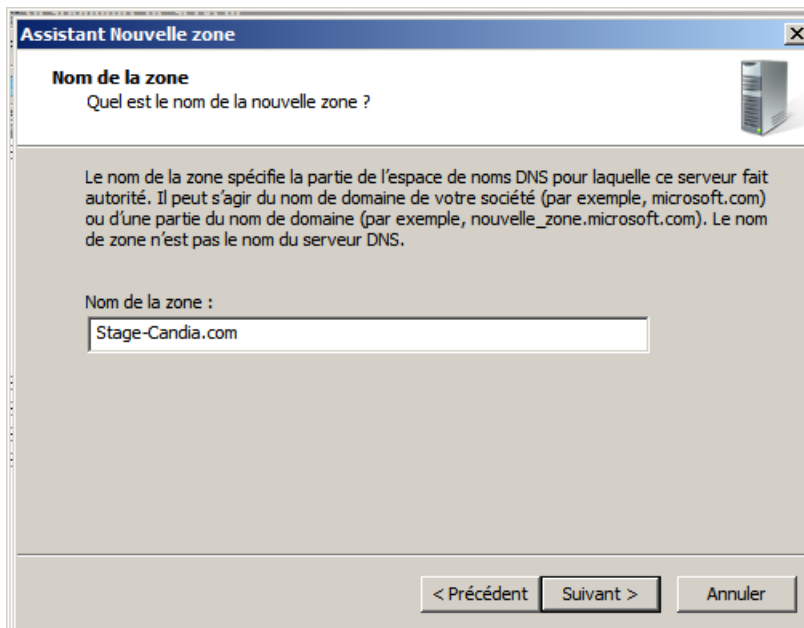 Assistant Nouvelle zone
Nom de la zone
Quel est le nom de la nouvelle zone ?
Le nom de la zone spécifie la partie de l'espace de noms DNS pour laquelle ce serveur fait
autorité. Il peut s'agir du nom de domaine de votre société (par exemple, microsoft.com)
ou d'une partie du nom de domaine (par exemple, nouvelle_zone.microsoft.com). Le nom
de zone n'est pas le nom du serveur DNS.
Nom de la zone :
Stage-Candia.com
< Précédent
Suivant >
Annuler